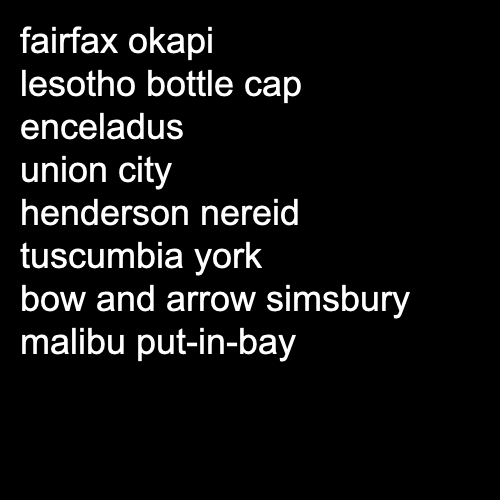 fairfax okapi
lesotho bottle cap
enceladus
union city
henderson nereid
tuscumbia york
bow and arrow simsbury
malibu put-in-bay